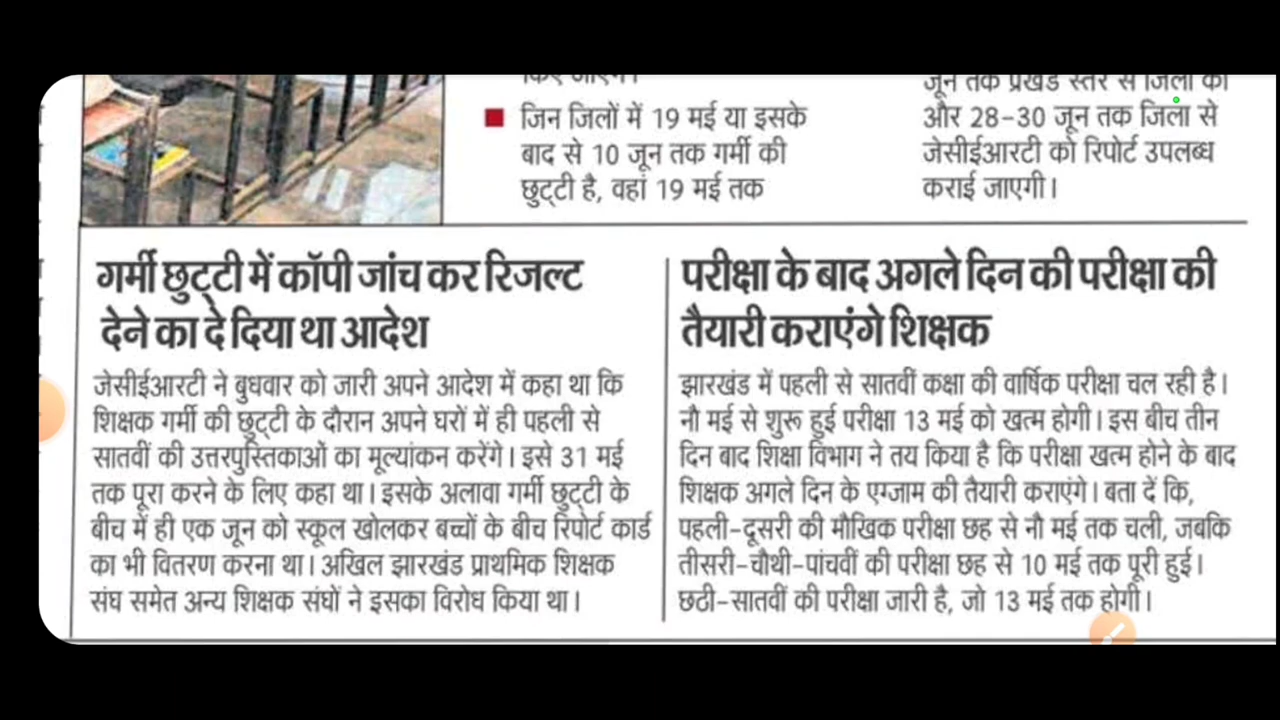 जिन जिलों में 19 मई या इसके
बाद से 10 जून तक गर्मी की
छुट्टी है, वहां 19 मई तक
जून तक प्रखंड स्तर से जिला को
और 28-30 जून तक जिला से
जेसीईआरटी को रिपोर्ट उपलब्ध
कराई जाएगी।
गर्मी छुट्टी में कॉपी जांच कर रिजल्ट
देने का दे दिया था आदेश
जेसीईआरटी ने बुधवार को जारी अपने आदेश में कहा था कि
शिक्षक गर्मी की छुट्टी के दौरान अपने घरों में ही पहली से
सातवीं की उत्तरपुस्तिकाओं का मूल्यांकन करेंगे। इसे 31 मई
तक पूरा करने के लिए कहा था। इसके अलावा गर्मी छुट्टी के
बीच में ही एक जून को स्कूल खोलकर बच्चों के बीच रिपोर्ट कार्ड
का भी वितरण करना था। अखिल झारखंड प्राथमिक शिक्षक
संघ समेत अन्य शिक्षक संघों ने इसका विरोध किया था।
परीक्षा के बाद अगले दिन की परीक्षा की
तैयारी कराएंगे शिक्षक
झारखंड में पहली से सातवीं कक्षा की वार्षिक परीक्षा चल रही है।
नौ मई से शुरू हुई परीक्षा 13 मई को खत्म होगी। इस बीच तीन
दिन बाद शिक्षा विभाग ने तय किया है कि परीक्षा खत्म होने के बाद
शिक्षक अगले दिन के एग्जाम की तैयारी कराएंगे। बता दें कि,
पहली-दूसरी की मौखिक परीक्षा छह से नौ मई तक चली, जबकि
तीसरी-चौथी-पांचवीं की परीक्षा छह से 10 मई तक पूरी हुई।
छठी-सातवीं की परीक्षा जारी है, जो 13 मई तक होगी।